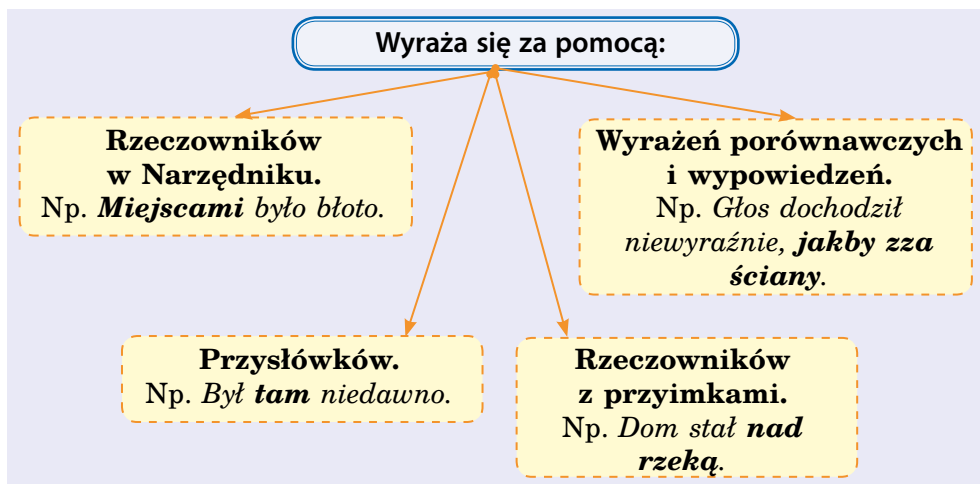 Wyraża się za pomocą:
Rzeczowników
w Narzędniku.
Np. Miejscami było błoto.
Wyrażeń porównawczych
i wypowiedzeń.
Np. Głos dochodził
niewyraźnie, jakby zza
ściany.
Przysłówków.
Np. Był tam niedawno.
Rzeczowników
z przyimkami.
Np. Dom stał nad
rzeką.